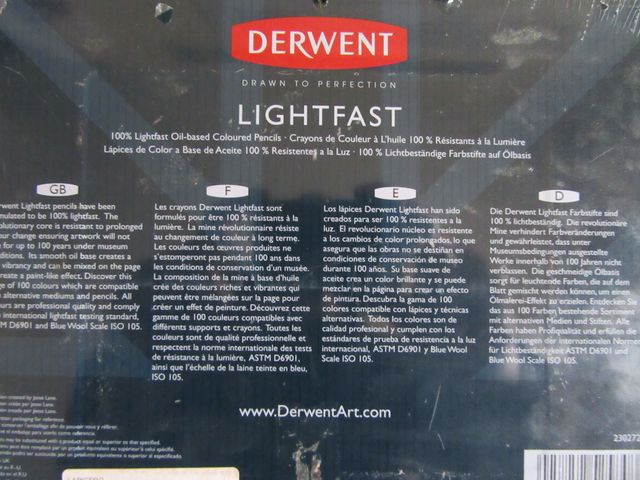 DERWENT
DRAWN TO PERFECTION
LIGHTFAST
100% Lightfast Oil-based Coloured Pencils · Crayons de Couleur à L'huile 100 % Résistants à la Lumière
Lápices de Color a Base de Aceite 100 % Resistentes a la Luz · 100 % Lichtbeständige Farbstifte auf Ölbasis
GB
went Lightfast pencils have been
mulated to be 100% lightfast. The
olutionary core is resistant to prolonged
our change ensuring artwork will not
for up to 100 years under museum
ditions. Its smooth oil base creates a
vibrancy and can be mixed on the page
reate a paint-like effect. Discover this
ge of 100 colours which are compatible
alternative mediums and pencils. All
urs are professional quality and comply
international lightfast testing standard.
TM D6901 and Blue Wool Scale ISO 105.
F
Les crayons Derwent Lightfast sont
formulés pour être 100 % résistants à la
lumière. La mine révolutionnaire résiste
au changement de couleur à long terme.
Les couleurs des œuvres produites ne
s'estomperont pas pendant 100 ans dans
les conditions de conservation d'un musée.
La composition de la mine à base d'huile
crée des couleurs riches et vibrantes qui
peuvent être mélangées sur la page pour
créer un effet de peinture. Découvrez cette
gamme de 100 couleurs compatibles avec
différents supports et crayons. Toutes les
couleurs sont de qualité professionnelle et
respectent la norme internationale des tests
de résistance à la lumière, ASTM D6901,
ainsi que l'échelle de la laine teinte en bleu,
ISO 105.
E
Los lápices Derwent Lightfast han sido
creados para ser 100 % resistentes a la
luz. El revolucionario núcleo es resistente
a los cambios de color prolongados, lo que
asegura que las obras no se destiñan en
condiciones de conservación de museo
durante 100 años. Su base suave de
aceite crea un color brillante y se puede
mezclar en la página para crear un efecto
de pintura. Descubra la gama de 100
colores compatible con lápices y técnicas
alternativas. Todos los colores son de
calidad profesional y cumplen con los
estándares de prueba de resistencia a la luz
internacional, ASTM D6901 y Blue Wool
Scale ISO 105.
D
Die Derwent Lightfast Farbstifte sind
100 % lichtbeständig. Die revolutionäre
Mine verhindert Farbveränderungen
und gewährleistet, dass unter
Museumsbedingungen ausgestellte
Werke innerhalb von 100 Jahren nicht
verblassen. Die geschmeidige Ölbasis
sorgt für leuchtende Farben, die auf dem
Blatt gemischt werden können, um einen
Ölmalerei-Effekt zu erzielen. Entdecken Sie
das aus 100 Farben bestehende Sortiment
mit alternativen Medien und Stiften. Alle
Farben haben Profiqualität und erfüllen
Anforderungen der internationalen Normen
für Lichtbeständigkeit ASTM D6901 und
Blue Wool Scale ISO 105.
www.DerwentArt.com
230272